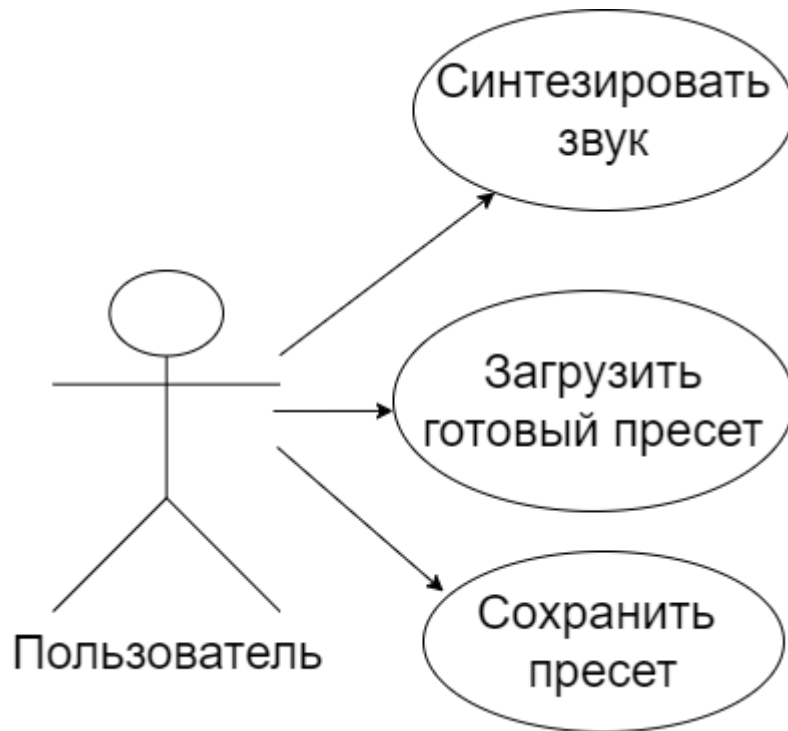 Синтезировать
звук
Загрузить
готовый пресет
Сохранить
пресет
Пользователь